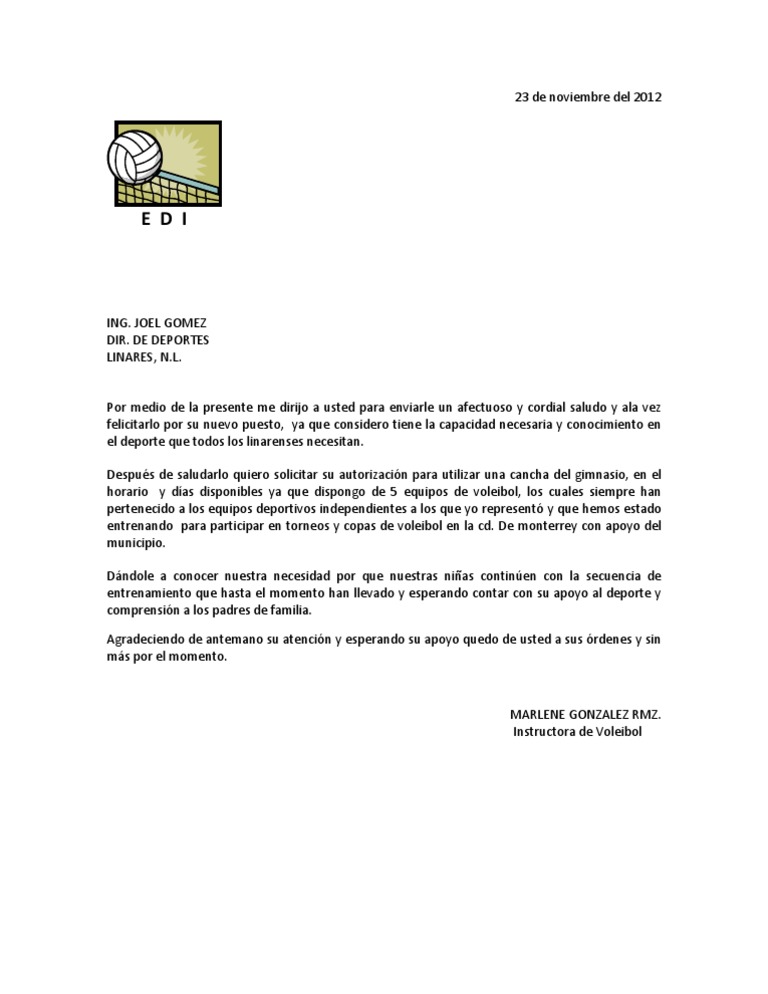 23 de noviembre del 2012
E D I
ING. JOEL GOMEZ
DIR. DE DEPORTES
LINARES, N.L.
Por medio de la presente me dirijo a usted para enviarle un afectuoso y cordial saludo y ala vez
felicitarlo por su nuevo puesto, ya que considero tiene la capacidad necesaria y conocimiento en
el deporte que todos los linarenses necesitan.
Después de saludarlo quiero solicitar su autorización para utilizar una cancha del gimnasio, en el
horario y días disponibles ya que dispongo de 5 equipos de voleibol, los cuales siempre han
pertenecido a los equipos deportivos independientes a los que yo representó y que hemos estado
entrenando para participar en torneos y copas de voleibol en la cd. De monterrey con apoyo del
municipio.
Dándole a conocer nuestra necesidad por que nuestras niñas continúen con la secuencia de
entrenamiento que hasta el momento han llevado y esperando contar con su apoyo al deporte y
comprensión a los padres de familia.
Agradeciendo de antemano su atención y esperando su apoyo quedo de usted a sus órdenes y sin
más por el momento.
MARLENE GONZALEZ RMZ.
Instructora de Voleibol